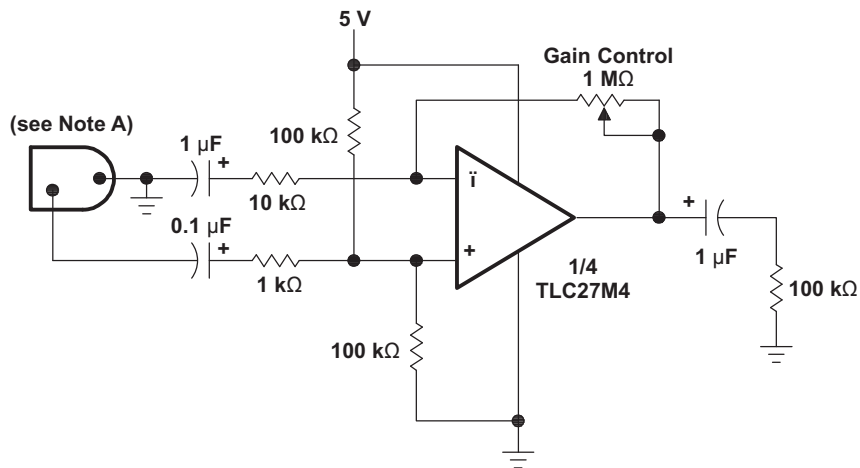 5 V
Gain Control
1 MΩ
(see Note A)
100 kΩ
1 µF
+
10 kΩ
ï
0.1 µF
+
1 kΩ
+
+
1/4
TLC27M4
1 µF
100 kΩ
100 kΩ